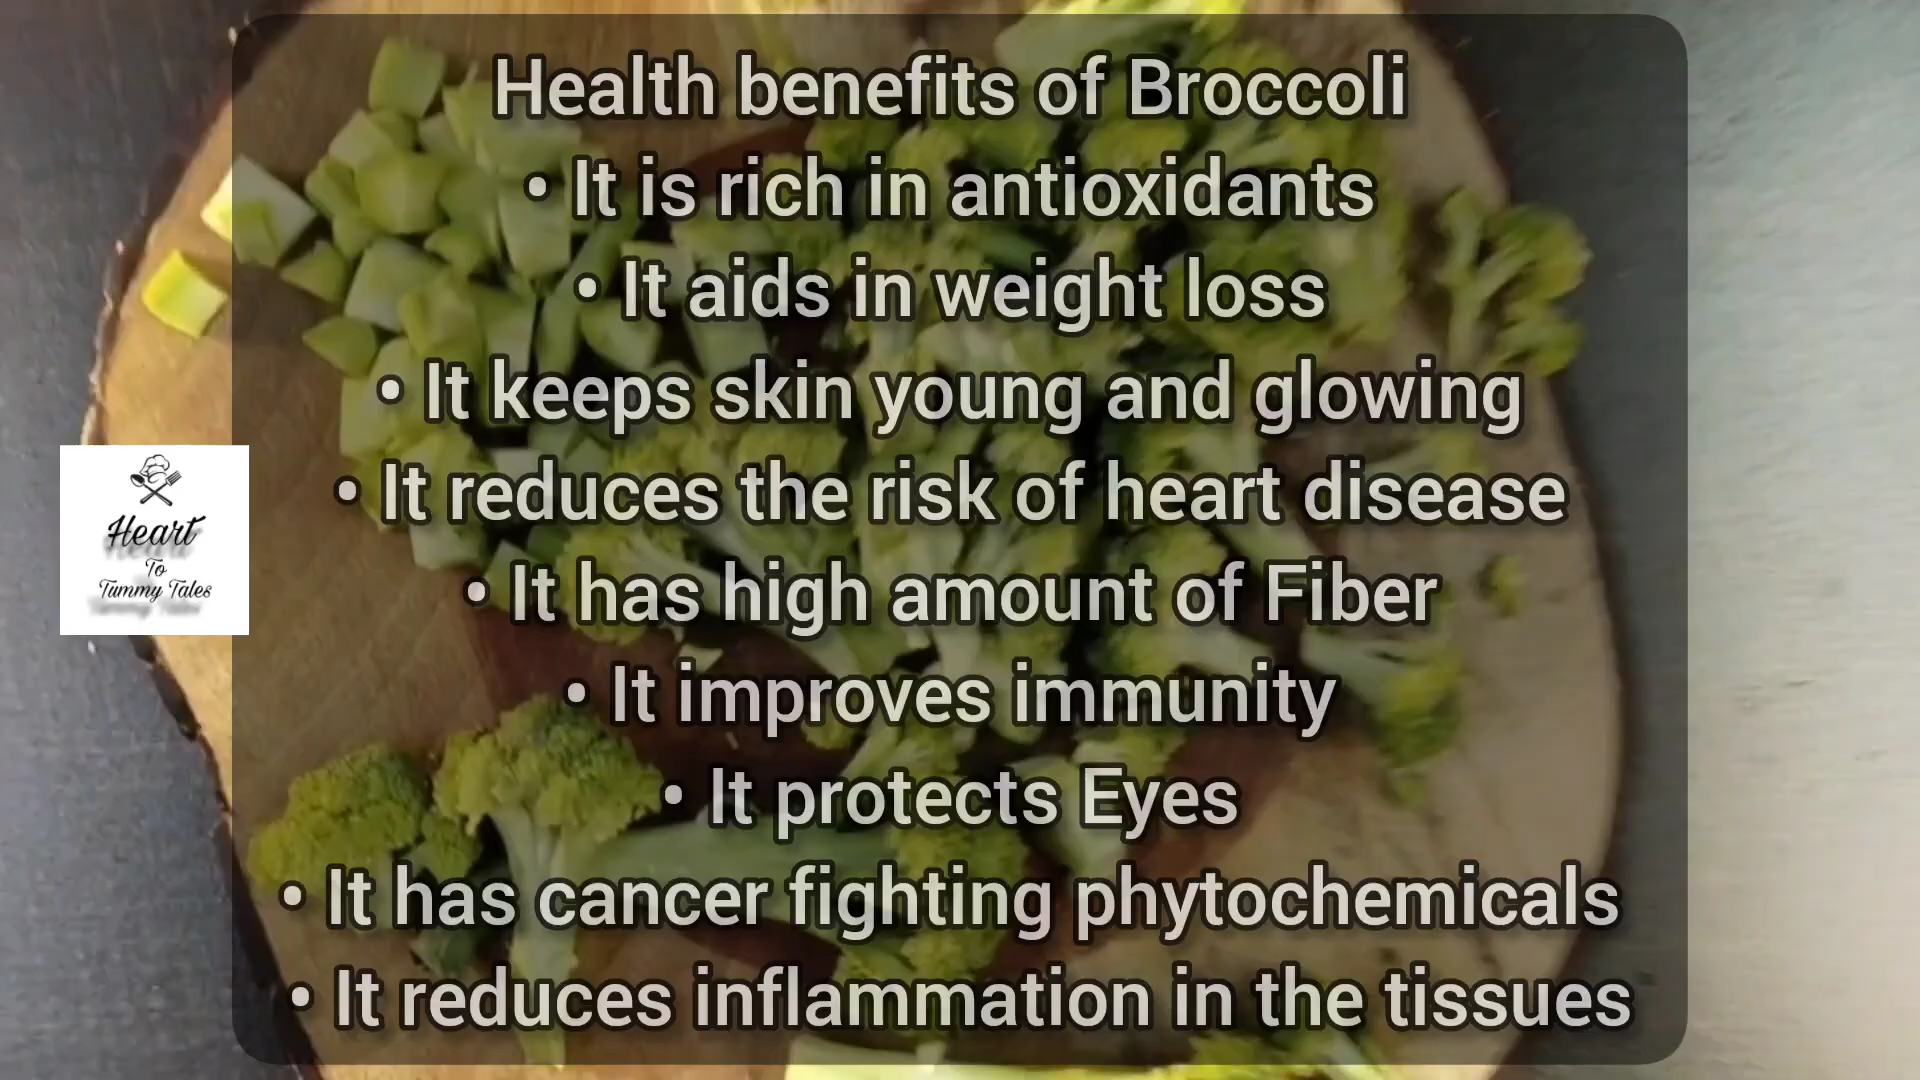 Health benefits of Broccoli
• It is rich in antioxidants
• It aids in weight loss
• It keeps skin young and glowing
• It reduces the risk of heart disease
• It has high amount of Fiber
• It improves immunity
• It protects Eyes
• It has cancer fighting phytochemicals
• It reduces inflammation in the tissues
Heart
To
Tummy Tales